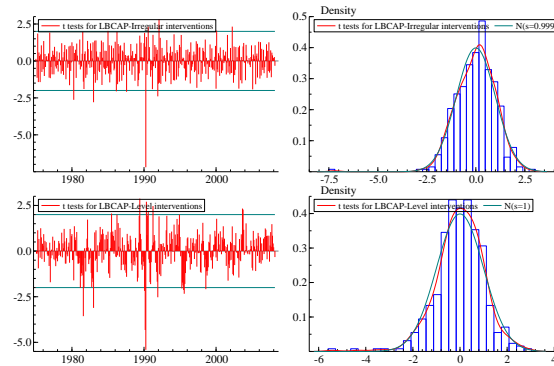 t tests for LBCAP-Irregular interventions
2.5
0.0
-2.5
-5.0
1980 1990 2000
Density
t tests for LBCAP-Irregular interventions N(s=0.999
0.5
0.4
0.3
0.2
0.1
-7.5 -5.0 -2.5 0.0 2.5
t tests for LBCAP-Level interventions
2.5
0.0
-2.5
-5.0
1980 1990 2000
Density
t tests for LBCAP-Level interventions N(s=1)
0.4
0.3
0.2
0.1
-6 -4 -2 0 2 4